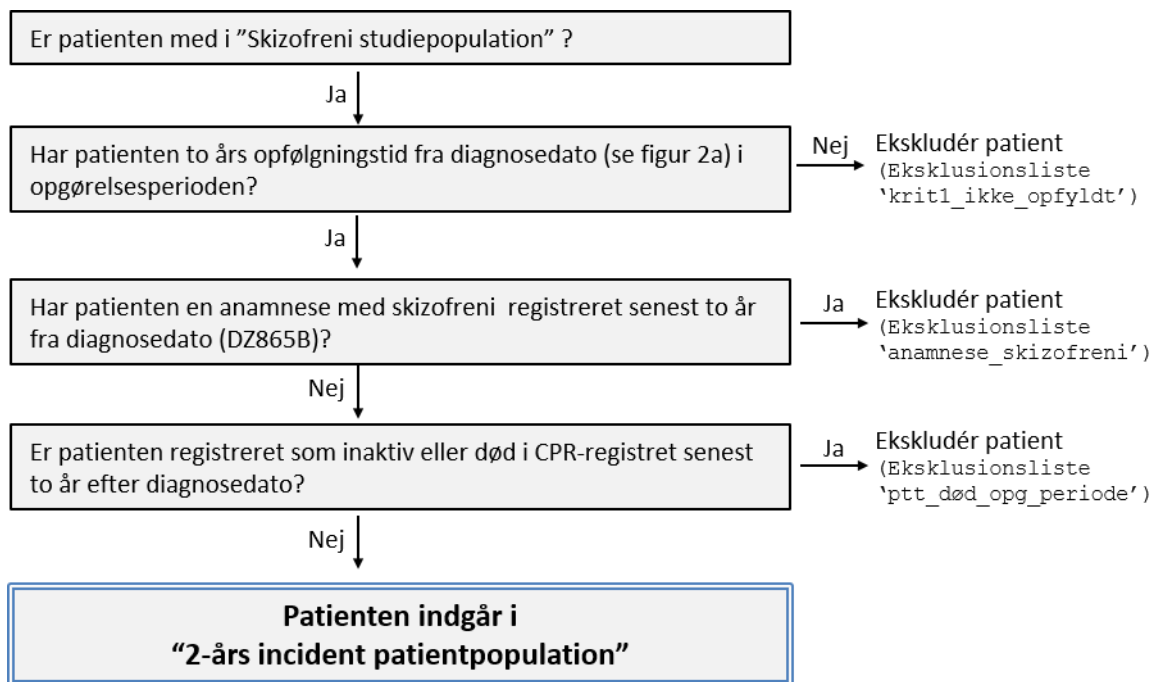 Er patienten med i ”Skizofreni studiepopulation” ?
Ja
Har patienten to års opfølgningstid fra diagnosedato (se figur 2a) i
opgørelsesperioden?
Nej
Ekskludér patient
(Eksklusionsliste
‘krit1_ikke_opfyldt’)
Ja
Har patienten en anamnese med skizofreni registreret senest to år
fra diagnosedato (DZ865B)?
Ja
Ekskludér patient
(Eksklusionsliste
‘anamnese_skizofreni’)
Nej
Er patienten registreret som inaktiv eller død i CPR-registret senest
to år efter diagnosedato?
Ja
Ekskludér patient
(Eksklusionsliste
‘ptt_død_opg_periode’)
Nej
Patienten indgår i
“2-års incident patientpopulation”